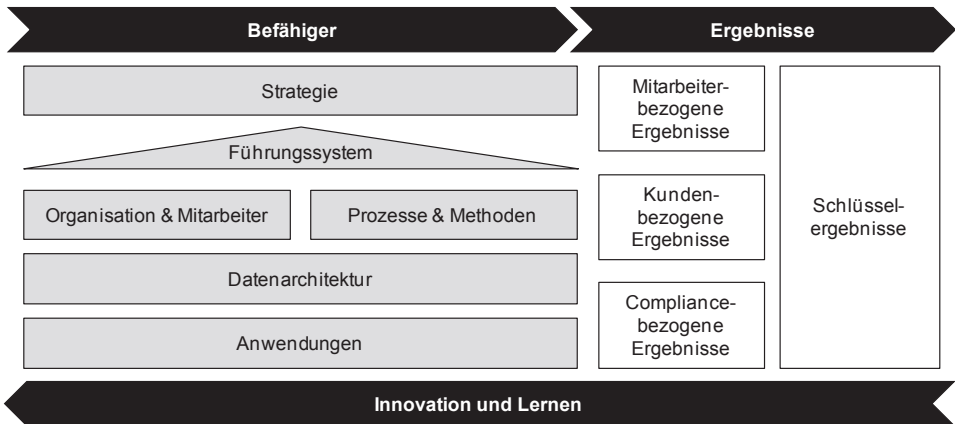 Befähiger
Ergebnisse
Strategie
Führungssystem
Organisation & Mitarbeiter
Prozesse & Methoden
Datenarchitektur
Anwendungen
Mitarbeiter-
bezogene
Ergebnisse
Kunden-
bezogene
Ergebnisse
Compliance-
bezogene
Ergebnisse
Schlüssel-
ergebnisse
Innovation und Lernen